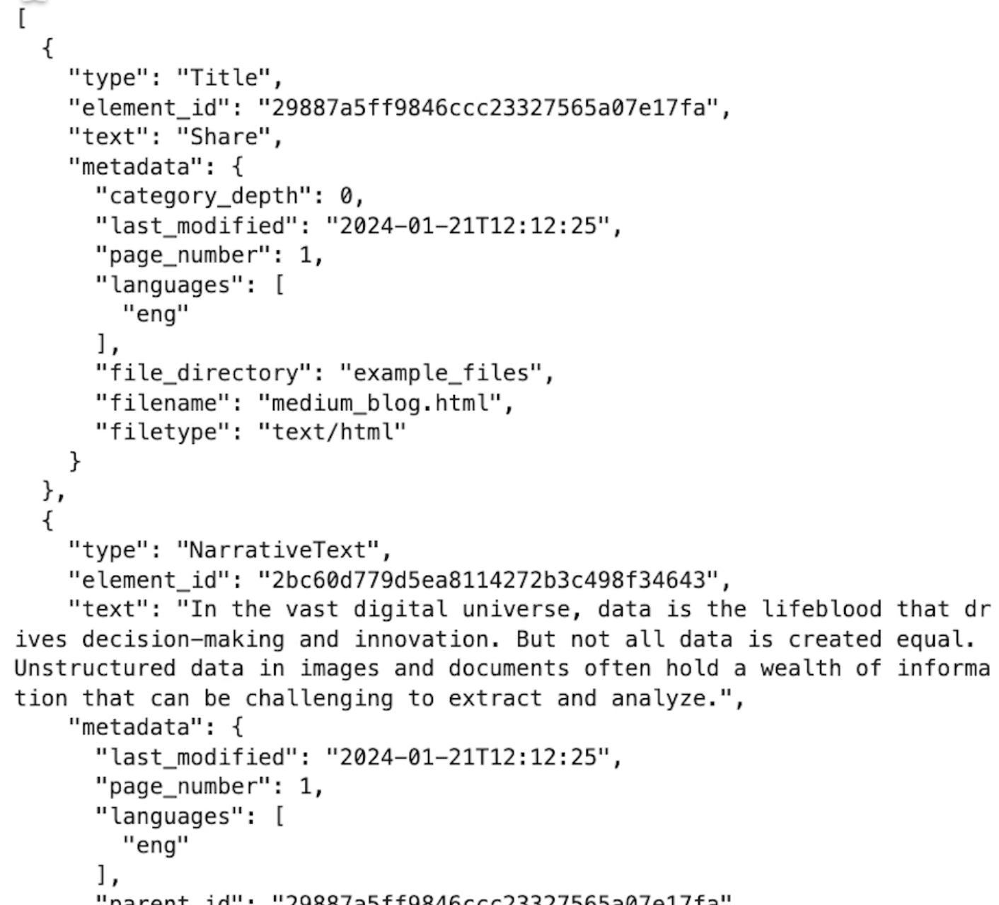 [
  {
    "type": "Title",
    "element_id": "29887a5ff9846ccc23327565a07e17fa",
    "text": "Share",
    "metadata": {
      "category_depth": 0,
      "last_modified": "2024-01-21T12:12:25",
      "page_number": 1,
      "languages": [
        "eng"
      ],
      "file_directory": "example_files",
      "filename": "medium_blog.html",
      "filetype": "text/html"
    }
  },
  {
    "type": "NarrativeText",
    "element_id": "2bc60d779d5ea8114272b3c498f34643",
    "text": "In the vast digital universe, data is the lifeblood that dr
ives decision-making and innovation. But not all data is created equal.
Unstructured data in images and documents often hold a wealth of informa
tion that can be challenging to extract and analyze.",
    "metadata": {
      "last_modified": "2024-01-21T12:12:25",
      "page_number": 1,
      "languages": [
        "eng"
      ],
      "parent_id": "29887a5ff9846ccc23327565a07e17fa"